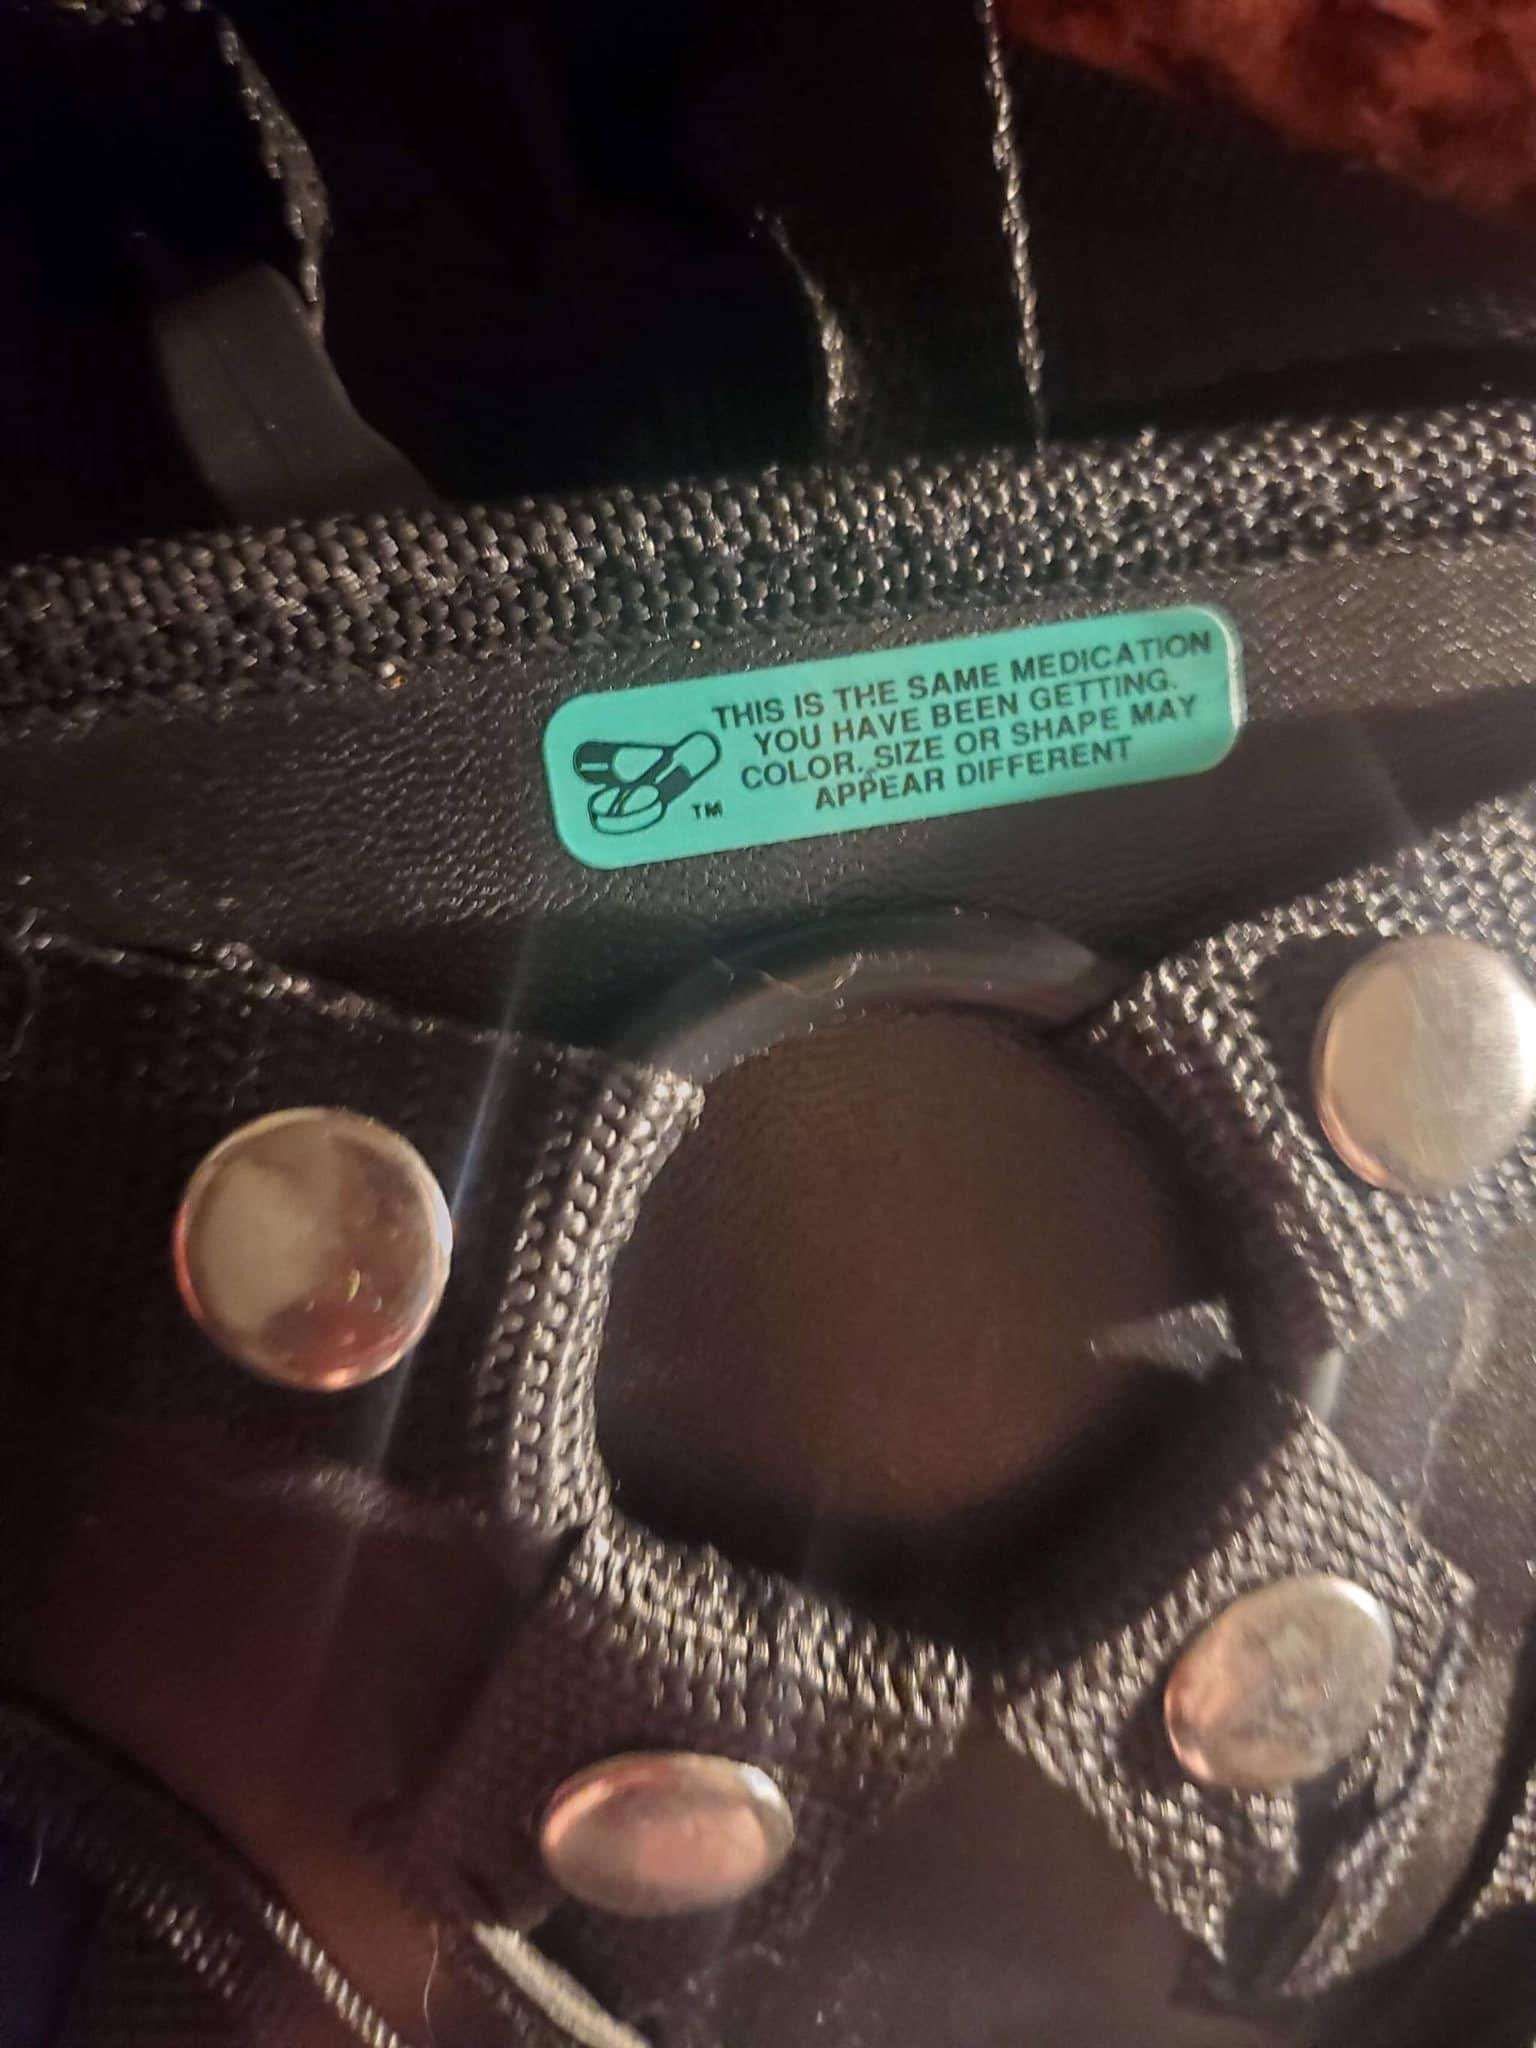 THIS IS THE SAME MEDICATION
YOU HAVE BEEN GETTING.
COLOR, SIZE OR SHAPE MAY
APPEAR DIFFERENT
TM